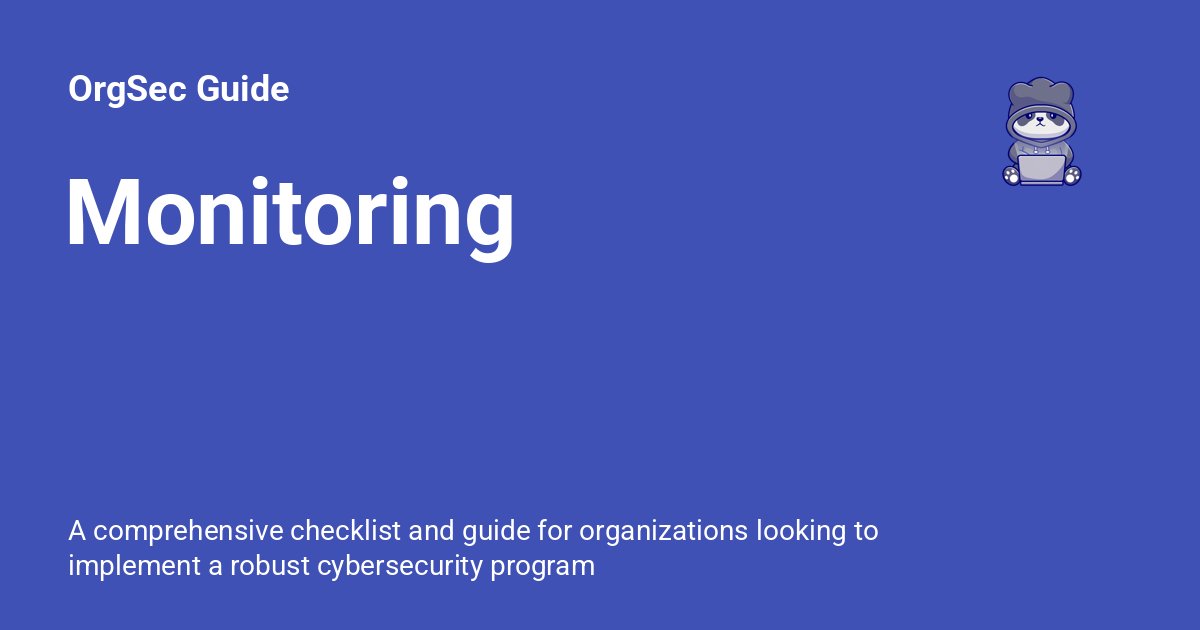 OrgSec Guide
Monitoring
A comprehensive checklist and guide for organizations looking to
implement a robust cybersecurity program